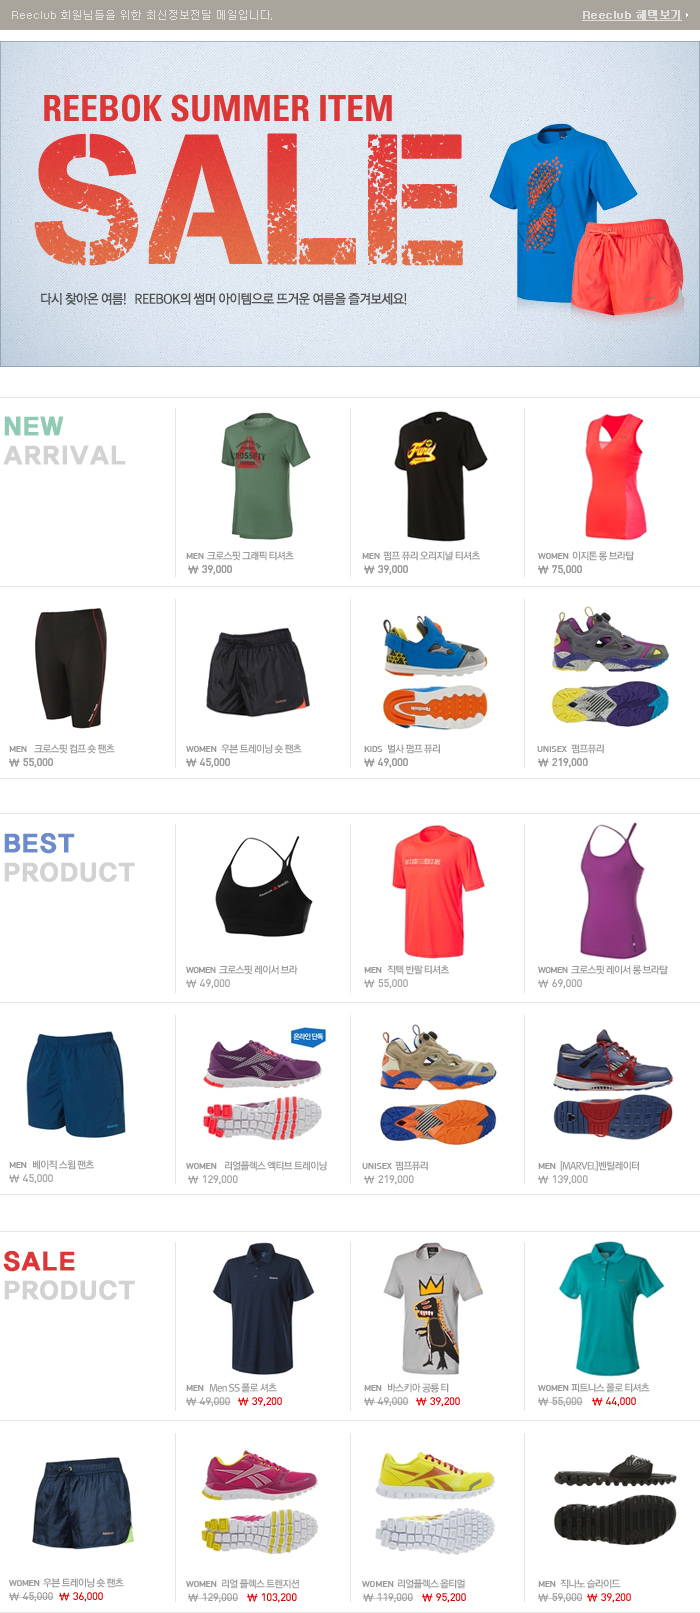 Reeclub 회원님들을 위한 최신정보전달 메일입니다.
Reeclub 혜택보기
REEBOK SUMMER ITEM
SALE
다시 찾아온 여름! REEBOK의 썸머 아이템으로 뜨거운 여름을 즐겨보세요!
NEW
ARRIVAL
CROSSFIT
MEN 크로스핏 그래픽 티셔츠
₩ 39,000
MEN 펌프 퓨리 오리지널 티셔츠
₩ 39,000
WOMEN 이지톤 롱 브라탑
₩ 75,000
MEN 크로스핏 컴프 숏 팬츠
₩ 55,000
WOMEN 우븐 트레이닝 숏 팬츠
₩ 45,000
KIDS 벌사 펌프 퓨리
₩ 49,000
UNISEX 펌프퓨리
₩ 219,000
BEST
PRODUCT
WOMEN 크로스핏 레이서 브라
₩ 49,000
MEN 직텍 반팔 티셔츠
₩ 55,000
WOMEN 크로스핏 레이서 롱 브라탑
₩ 69,000
MEN 베이직 스윔 팬츠
₩ 45,000
온라인 단독
WOMEN 리얼플렉스 액티브 트레이닝
₩ 129,000
UNISEX 펌프퓨리
₩ 219,000
MEN [MARVEL]벤틸레이터
₩ 139,000
SALE
PRODUCT
MEN Men SS 폴로 셔츠
₩ 49,000 ₩ 39,200
MEN 바스키아 공룡 티
₩ 49,000 ₩ 39,200
WOMEN 피트니스 폴로 티셔츠
₩ 55,000 ₩ 44,000
WOMEN 우븐 트레이닝 숏 팬츠
₩ 45,000 ₩ 36,000
WOMEN 리얼 플렉스 트렌지션
₩ 129,000 ₩ 103,200
WOMEN 리얼플렉스 옵티멀
₩ 119,000 ₩ 95,200
MEN 직나노 슬라이드
₩ 59,000 ₩ 39,200